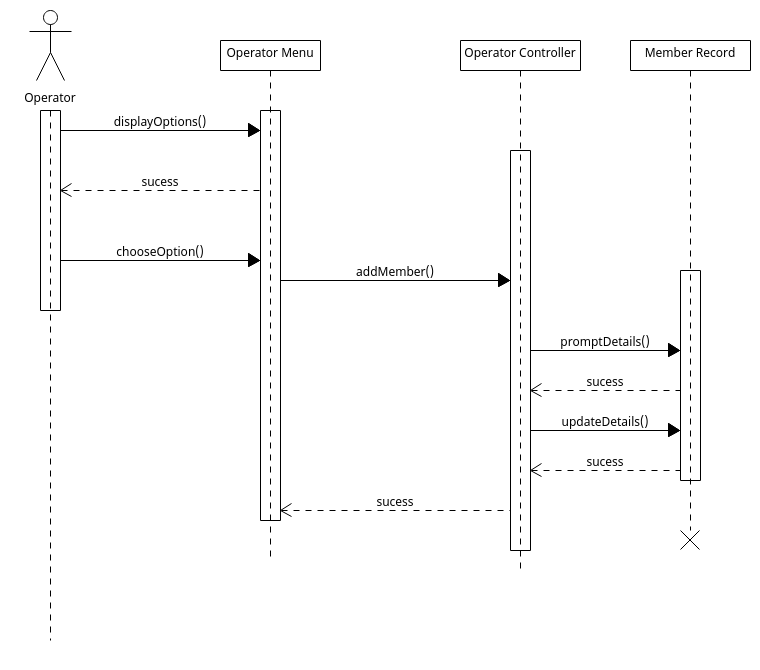 Operator Menu
Operator Controller
Member Record
Operator
displayOptions()
sucess
chooseOption()
addMember()
promptDetails()
sucess
updateDetails()
sucess
sucess